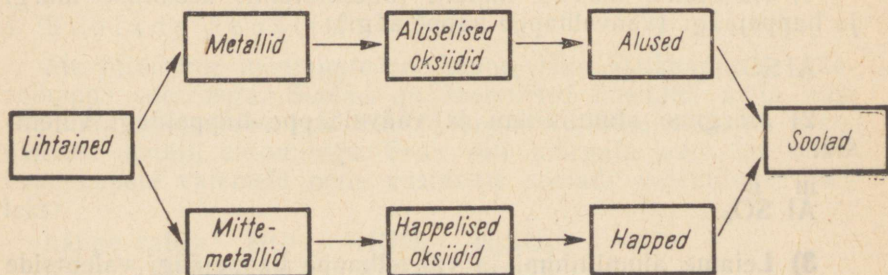 Metallid
Aluselised
oksiidid
Alused
Lihtained
Soolad
Mitte-
metallid
Happelised
oksiidid
Happed